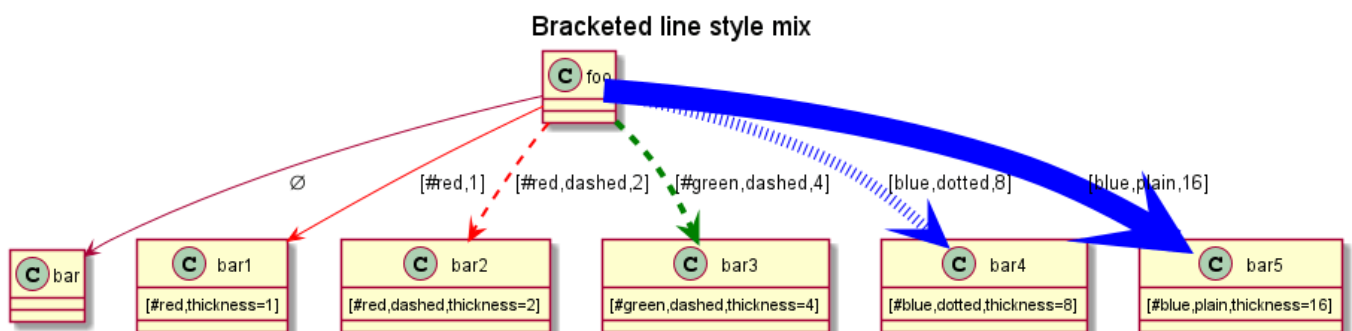 Bracketed line style mix
C foo
∅
[#red,1]
[#red,dashed,2]
[#green,dashed,4]
[blue,dotted,8]
[blue,plain,16]
C bar
C bar1
C bar2
C bar3
C bar4
C bar5
[#red,thickness=1]
[#red,dashed,thickness=2]
[#green,dashed,thickness=4]
[#blue,dotted,thickness=8]
[#blue,plain,thickness=16]